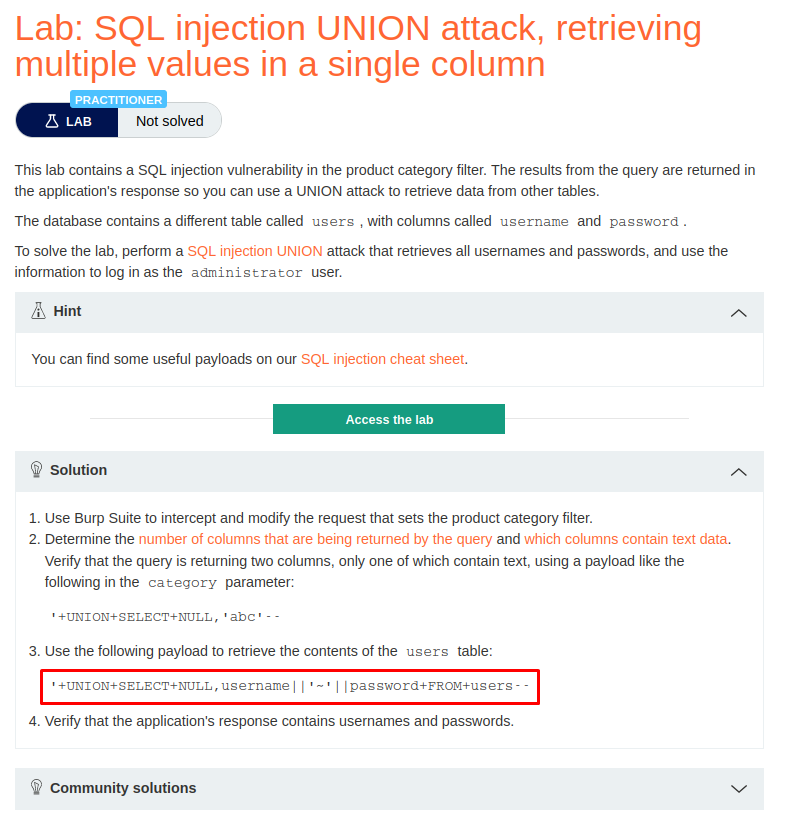 Lab: SQL injection UNION attack, retrieving
multiple values in a single column
PRACTITIONER
LAB
Not solved
This lab contains a SQL injection vulnerability in the product category filter. The results from the query are returned in
the application's response so you can use a UNION attack to retrieve data from other tables.
The database contains a different table called users , with columns called username and password .
To solve the lab, perform a SQL injection UNION attack that retrieves all usernames and passwords, and use the
information to log in as the administrator user.
Hint
You can find some useful payloads on our SQL injection cheat sheet.
Access the lab
Solution
1. Use Burp Suite to intercept and modify the request that sets the product category filter.
2. Determine the number of columns that are being returned by the query and which columns contain text data.
Verify that the query is returning two columns, only one of which contain text, using a payload like the
following in the category parameter:
'+UNION+SELECT+NULL,'abc'--
3. Use the following payload to retrieve the contents of the users table:
'+UNION+SELECT+NULL,username||'~'||password+FROM+users--
4. Verify that the application's response contains usernames and passwords.
Community solutions